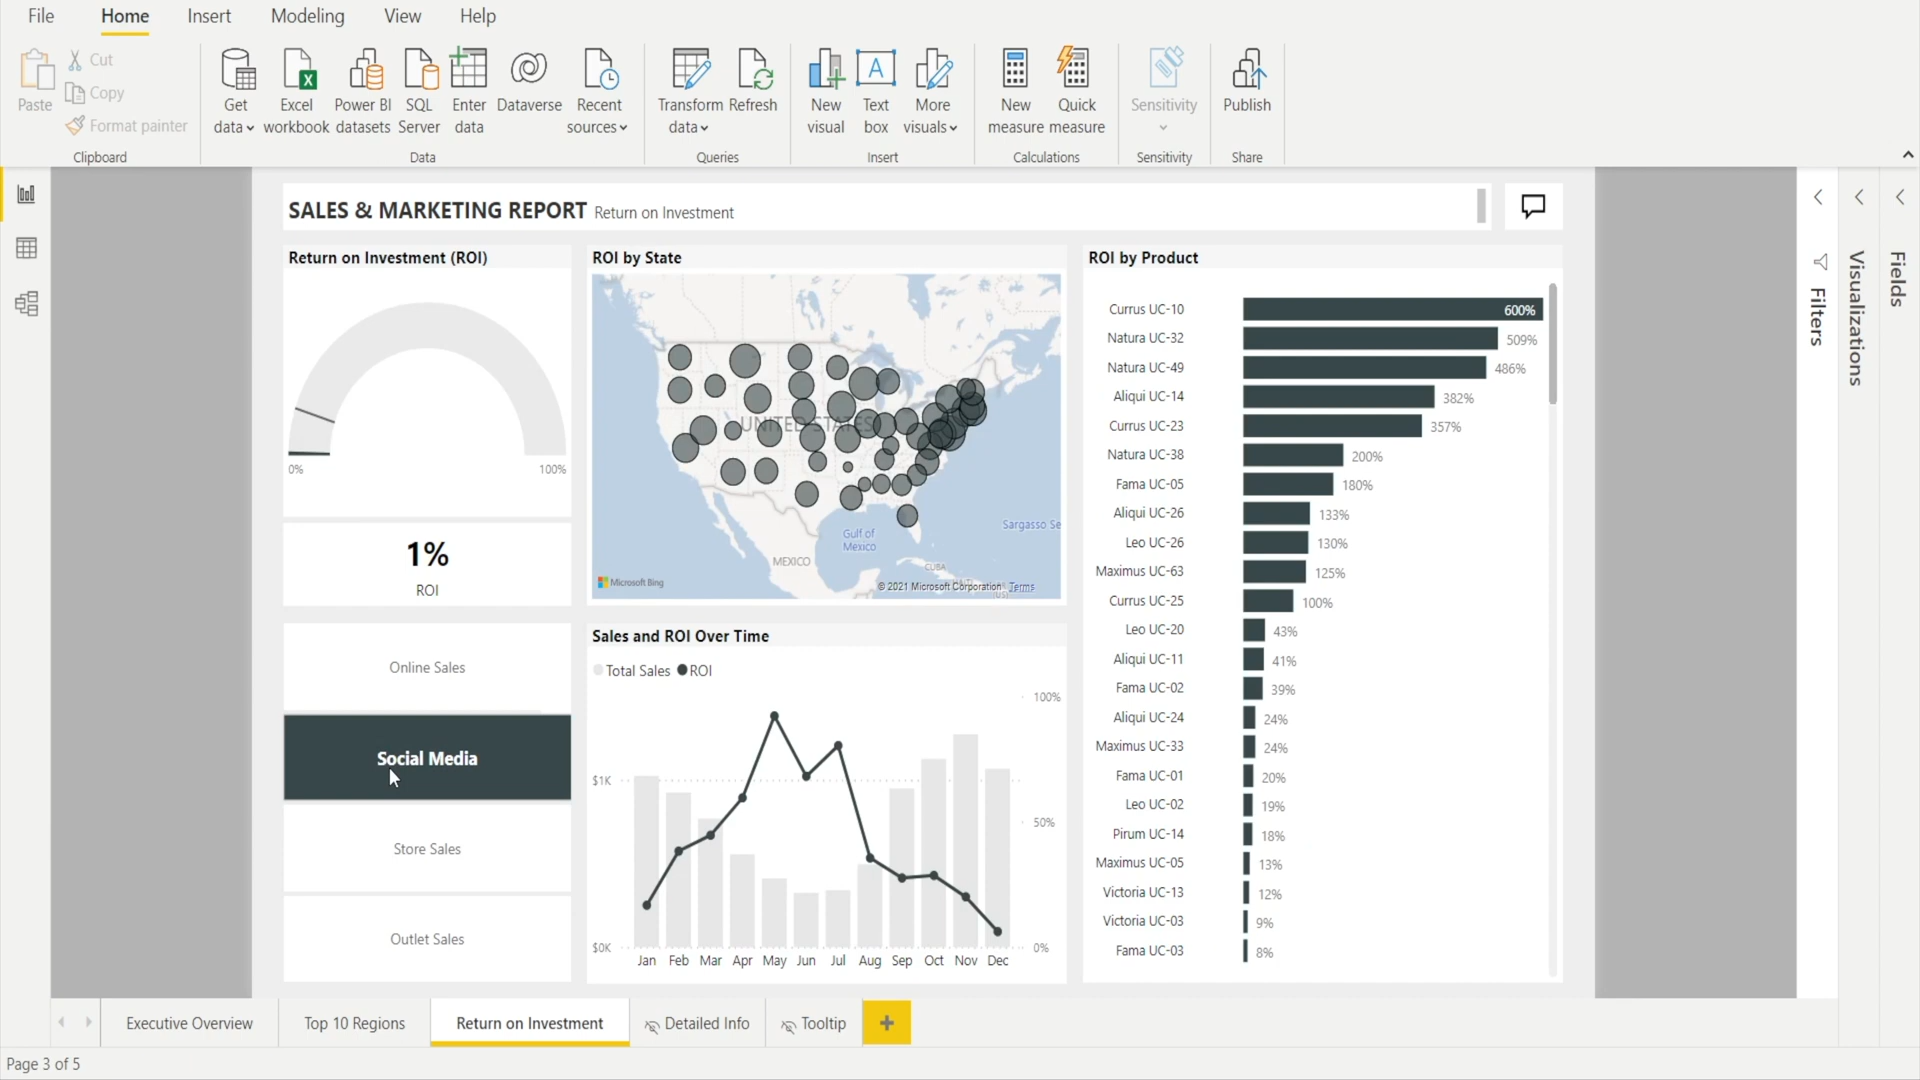 File Home Insert Modeling View Help
Paste
Cut
Copy
Format painter
Clipboard
Get data
Excel workbook
Power BI datasets
SQL Server
Enter data
Dataverse
Recent sources
Data
Transform data
Refresh
Queries
New visual
Text box
More visuals
Insert
New measure
Quick measure
Calculations
Sensitivity
Sensitivity
Publish
Share
SALES & MARKETING REPORT Return on Investment
Return on Investment (ROI)
0% 100%
1%
ROI
Online Sales
Social Media
Store Sales
Outlet Sales
ROI by State
UNITED STATES
Gulf of
Mexico
Sargasso Se
MEXICO
CUBA
Microsoft Bing
© 2021 Microsoft Corporation Terms
Sales and ROI Over Time
Total Sales ROI
100%
$1K
50%
$0K 0%
Jan Feb Mar Apr May Jun Jul Aug Sep Oct Nov Dec
ROI by Product
Currus UC-10 600%
Natura UC-32 509%
Natura UC-49 486%
Aliqui UC-14 382%
Currus UC-23 357%
Natura UC-38 200%
Fama UC-05 180%
Aliqui UC-26 133%
Leo UC-26 130%
Maximus UC-63 125%
Currus UC-25 100%
Leo UC-20 43%
Aliqui UC-11 41%
Fama UC-02 39%
Aliqui UC-24 24%
Maximus UC-33 24%
Fama UC-01 20%
Leo UC-02 19%
Pirum UC-14 18%
Maximus UC-05 13%
Victoria UC-13 12%
Victoria UC-03 9%
Fama UC-03 8%
Filters
Visualizations
Fields
Executive Overview Top 10 Regions Return on Investment Detailed Info Tooltip +
Page 3 of 5